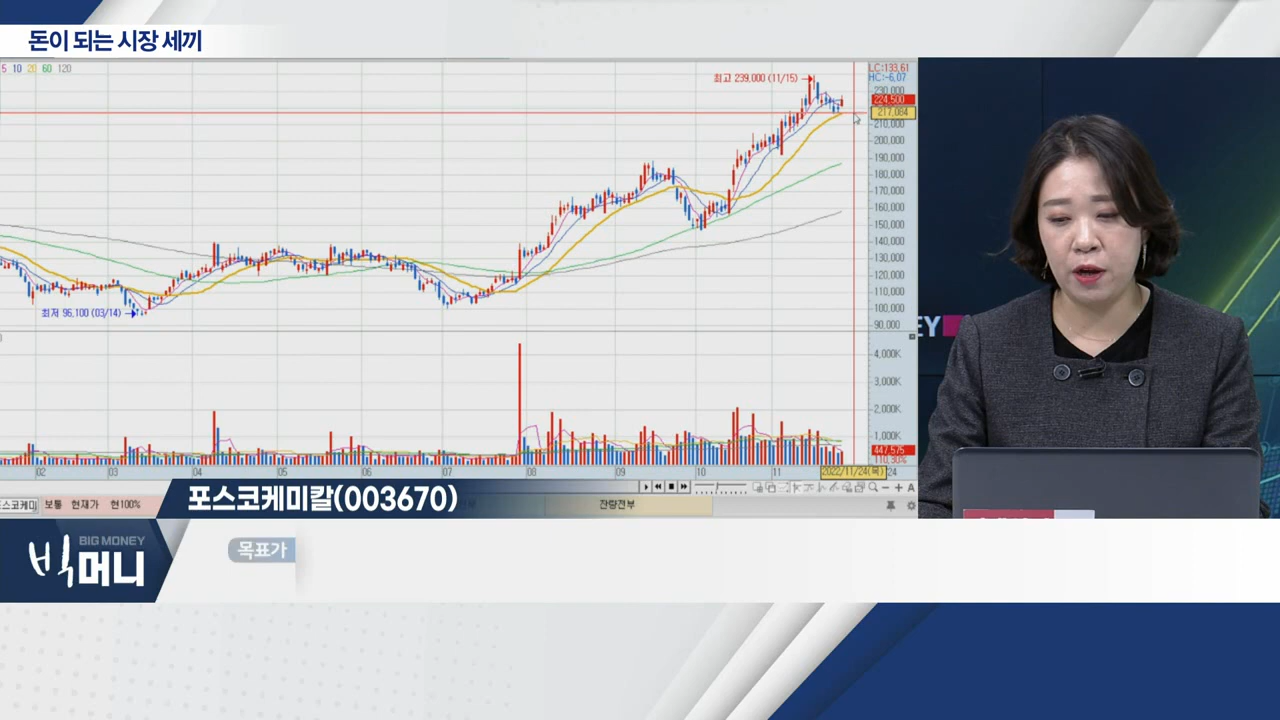 돈이 되는 시장 세끼
5 10 20 60 120
최고 239,000 (11/15)
LC:133.61
HC:-6.07
230,000
224,500
217,084
210,000
200,000
190,000
180,000
170,000
160,000
150,000
140,000
130,000
120,000
110,000
100,000
90,000
최저 96,100 (03/14)
4,000K
3,000K
2,000K
1,000K
447,575
110.30%
02 03 04 05 06 07 08 09 10 11 2022/11/24(목) 24
보통 현재가 현100%
잔량전부
포스코케미칼(003670)
EY
BIG MONEY
빅머니
목표가